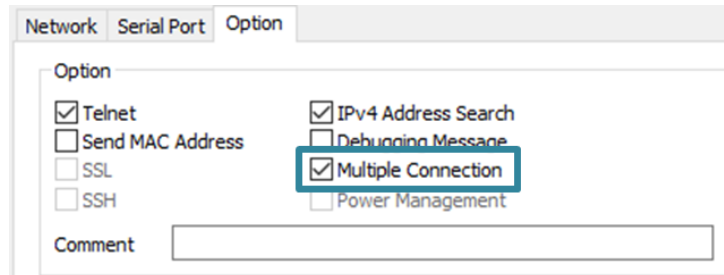 Network Serial Port Option
Option
Telnet IPv4 Address Search
Send MAC Address Debugging Message
SSL Multiple Connection
SSH Power Management
Comment